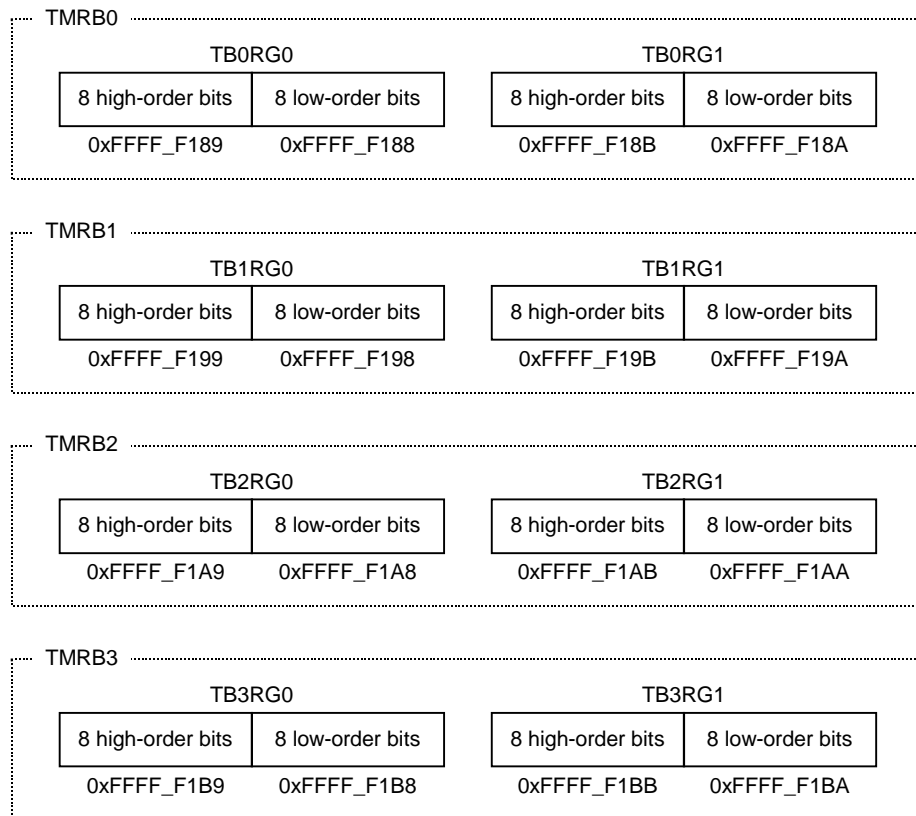 TMRB0
TB0RG0 TB0RG1
8 high-order bits 8 low-order bits 8 high-order bits 8 low-order bits
0xFFFF_F189 0xFFFF_F188 0xFFFF_F18B 0xFFFF_F18A
TMRB1
TB1RG0 TB1RG1
8 high-order bits 8 low-order bits 8 high-order bits 8 low-order bits
0xFFFF_F199 0xFFFF_F198 0xFFFF_F19B 0xFFFF_F19A
TMRB2
TB2RG0 TB2RG1
8 high-order bits 8 low-order bits 8 high-order bits 8 low-order bits
0xFFFF_F1A9 0xFFFF_F1A8 0xFFFF_F1AB 0xFFFF_F1AA
TMRB3
TB3RG0 TB3RG1
8 high-order bits 8 low-order bits 8 high-order bits 8 low-order bits
0xFFFF_F1B9 0xFFFF_F1B8 0xFFFF_F1BB 0xFFFF_F1BA